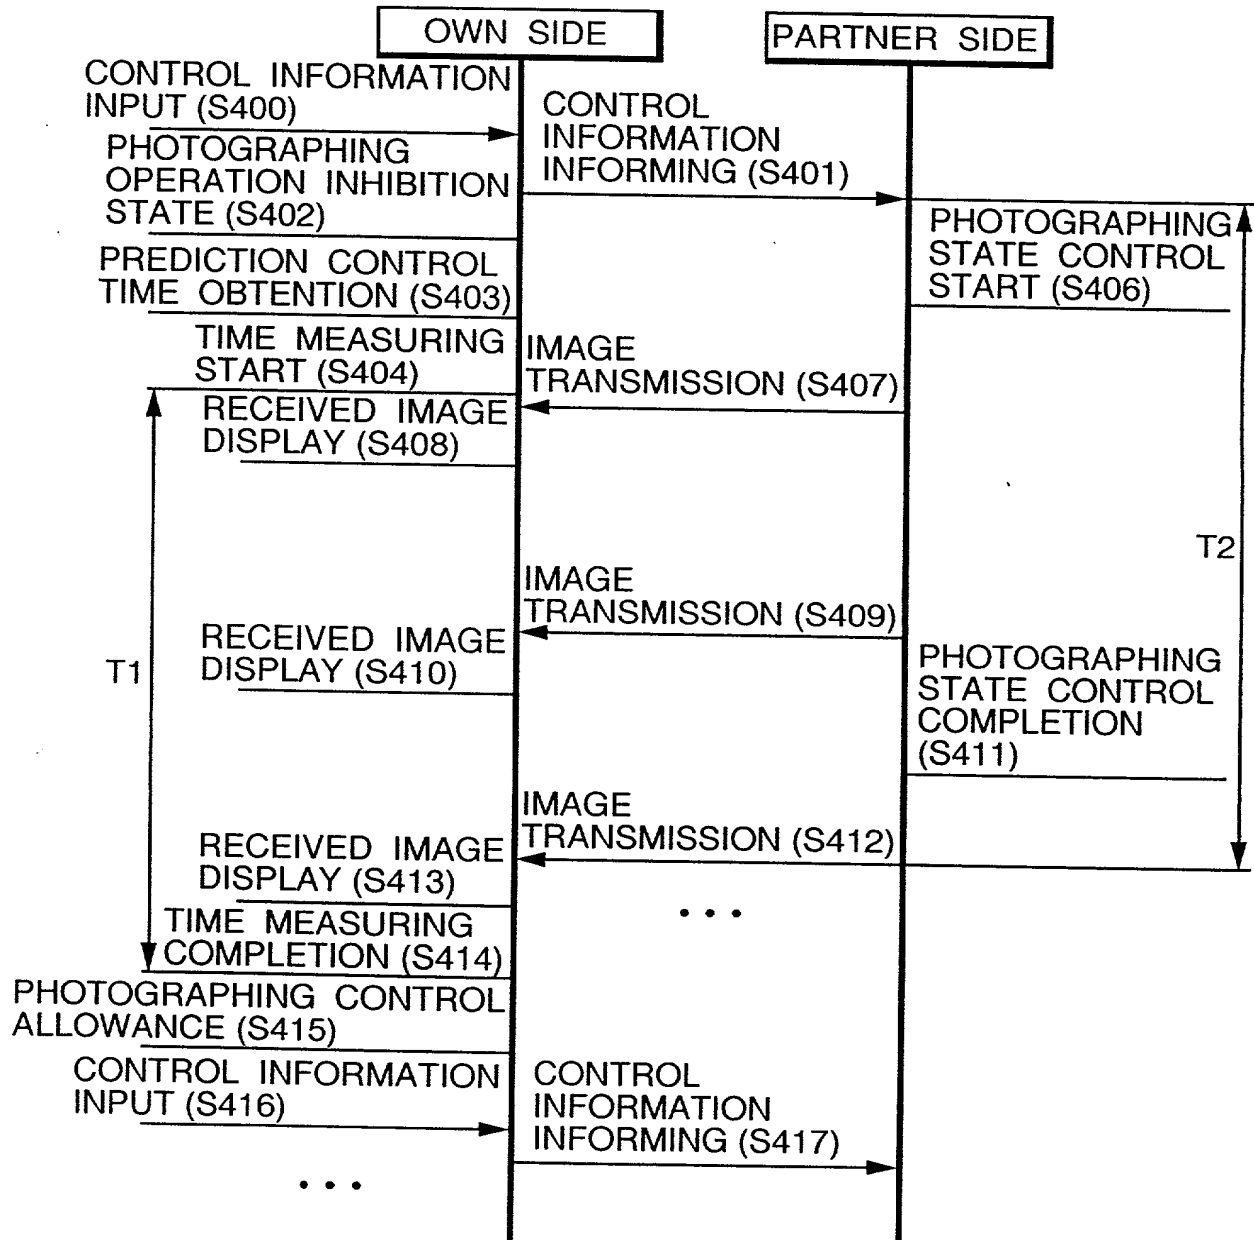 OWN SIDE
PARTNER SIDE
CONTROL INFORMATION
INPUT (S400)
CONTROL
INFORMATION
INFORMING (S401)
PHOTOGRAPHING
OPERATION INHIBITION
STATE (S402)
PHOTOGRAPHING
STATE CONTROL
START (S406)
PREDICTION CONTROL
TIME OBTENTION (S403)
TIME MEASURING
START (S404)
IMAGE
TRANSMISSION (S407)
RECEIVED IMAGE
DISPLAY (S408)
T2
IMAGE
TRANSMISSION (S409)
RECEIVED IMAGE
DISPLAY (S410)
T1
PHOTOGRAPHING
STATE CONTROL
COMPLETION
(S411)
IMAGE
TRANSMISSION (S412)
RECEIVED IMAGE
DISPLAY (S413)
• • •
TIME MEASURING
COMPLETION (S414)
PHOTOGRAPHING CONTROL
ALLOWANCE (S415)
CONTROL INFORMATION
INPUT (S416)
CONTROL
INFORMATION
INFORMING (S417)
• • •